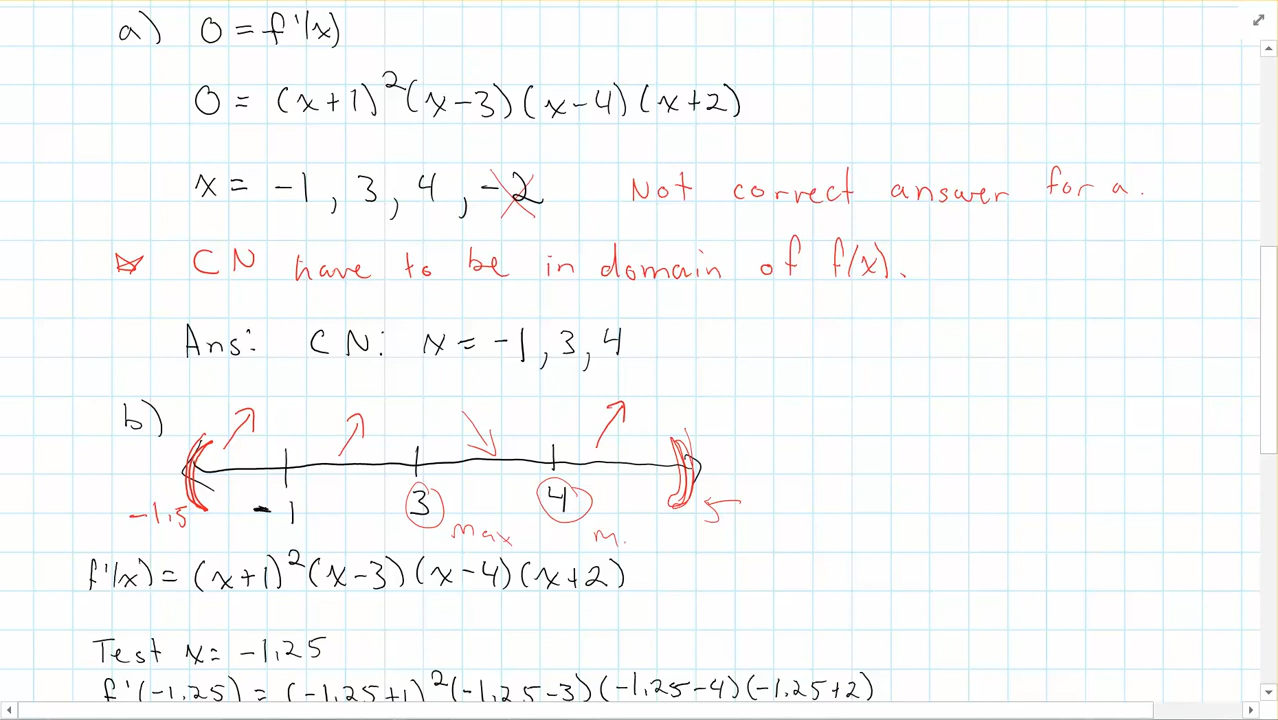 a) 0 = f'(x)
0 = (x+1)²(x-3)(x-4)(x+2)
x = -1, 3, 4, -2 Not correct answer for a.
CN have to be in domain of f(x).
Ans: CN: x = -1, 3, 4
b)
-1.5 -1 3 max 4 m. 5
f'(x) = (x+1)²(x-3)(x-4)(x+2)
Test x = -1.25
f'(-1.25) = (-1.25+1)²(-1.25-3)(-1.25-4)(-1.25+2)